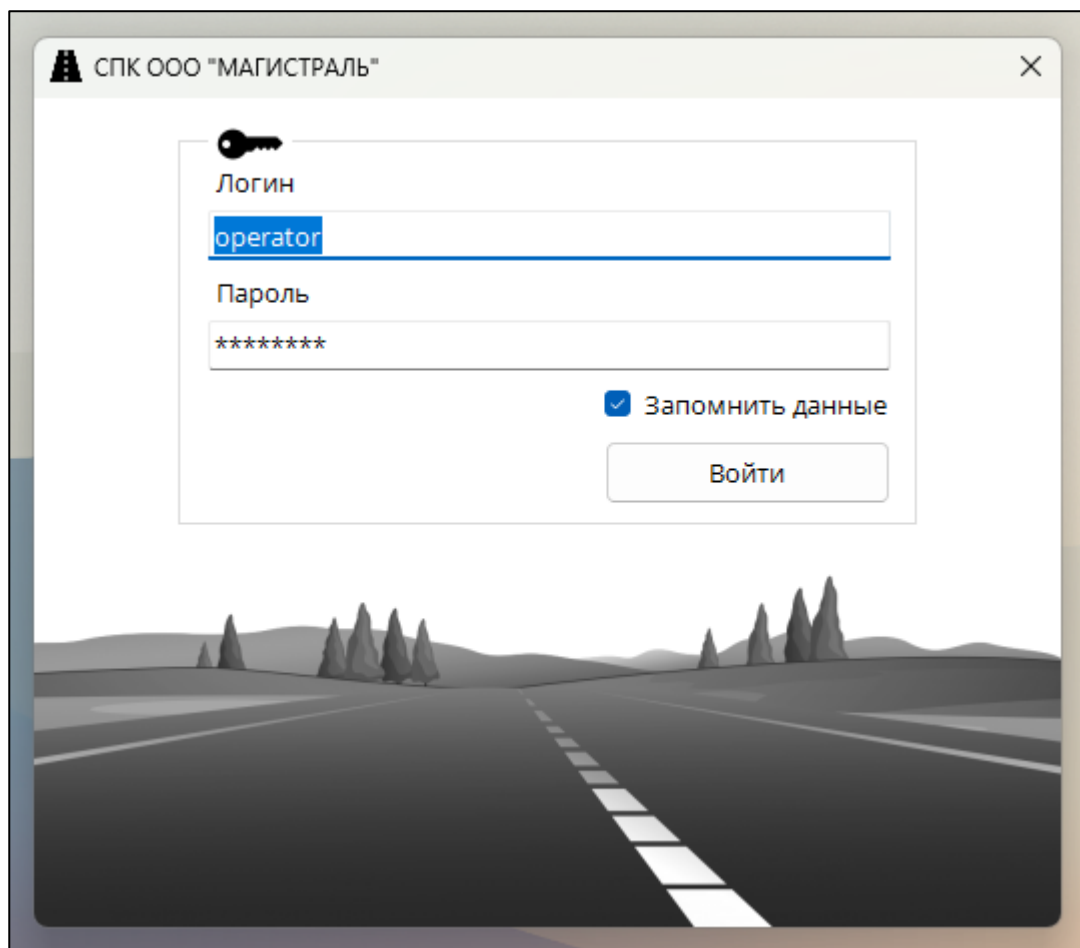 СПК ООО "МАГИСТРАЛЬ"
Логин
operator
Пароль
********
Запомнить данные
Войти